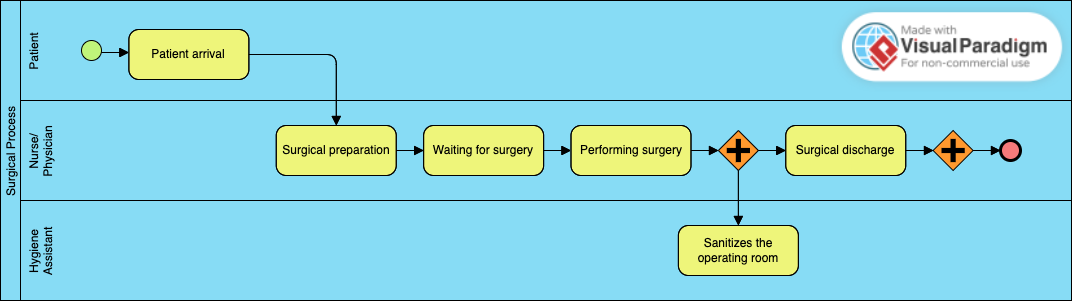 Surgical Process
Patient
Patient arrival
Made with
Visual Paradigm
For non-commercial use
Nurse/
Physician
Surgical preparation
Waiting for surgery
Performing surgery
Surgical discharge
Hygiene
Assistant
Sanitizes the
operating room